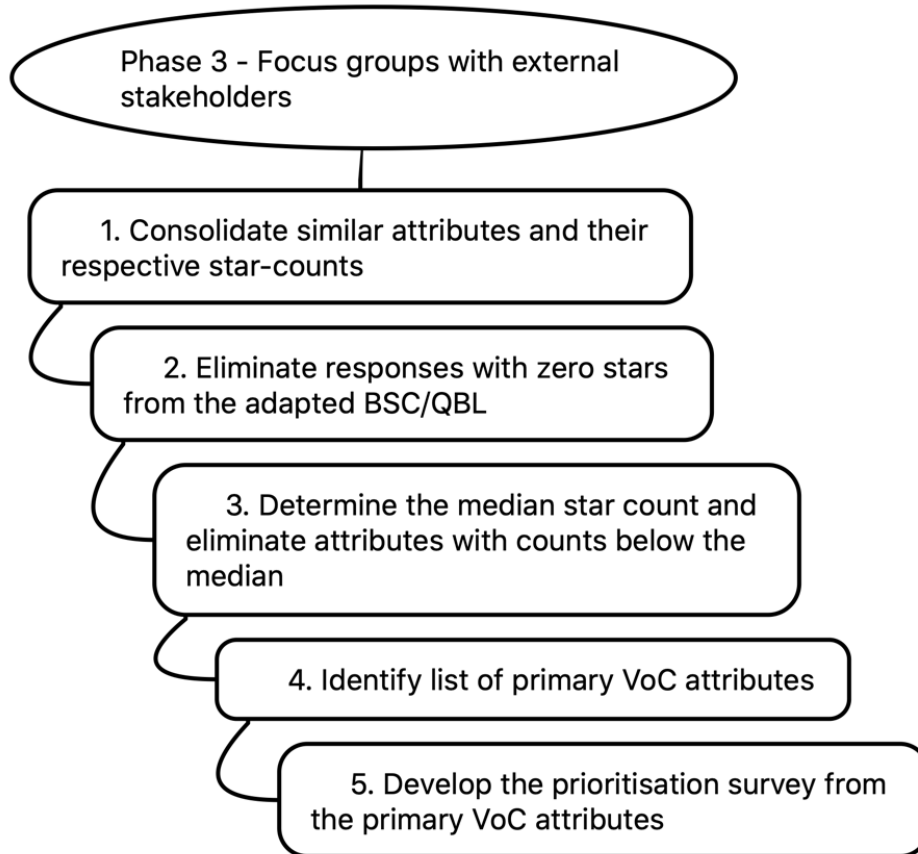 Phase 3 - Focus groups with external
stakeholders
1. Consolidate similar attributes and their
respective star-counts
2. Eliminate responses with zero stars
from the adapted BSC/QBL
3. Determine the median star count and
eliminate attributes with counts below the
median
4. Identify list of primary VoC attributes
5. Develop the prioritisation survey from
the primary VoC attributes